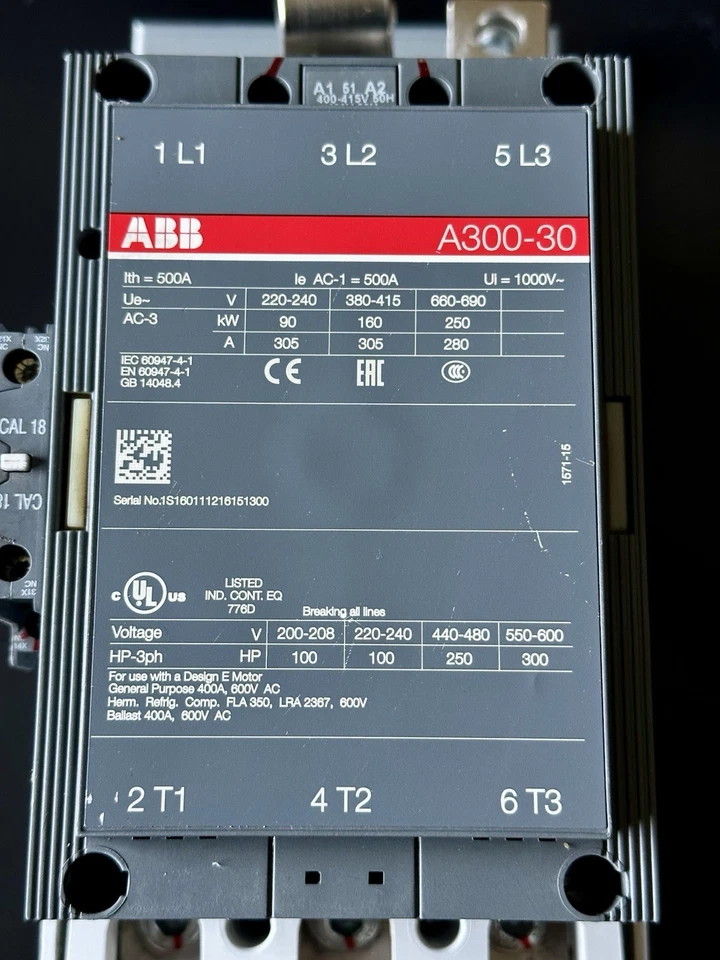 A1 51 A2
400-415V 50H
1 L1 3 L2 5 L3
ABB A300-30
Ith = 500A Ie AC-1 = 500A Ui = 1000V~
Ue~ V 220-240 380-415 660-690
AC-3 kW 90 160 250
A 305 305 280
IEC 60947-4-1
EN 60947-4-1
GB 14048.4
CE EAC CCC
CAL 18
CAL 18
1571-15
Serial No.1S160111216151300
c UL us
LISTED
IND. CONT. EQ
776D
Breaking all lines
Voltage V 200-208 220-240 440-480 550-600
HP-3ph HP 100 100 250 300
For use with a Design E Motor
General Purpose 400A, 600V AC
Herm. Refrig. Comp. FLA 350, LRA 2367, 600V
Ballast 400A, 600V AC
2 T1 4 T2 6 T3